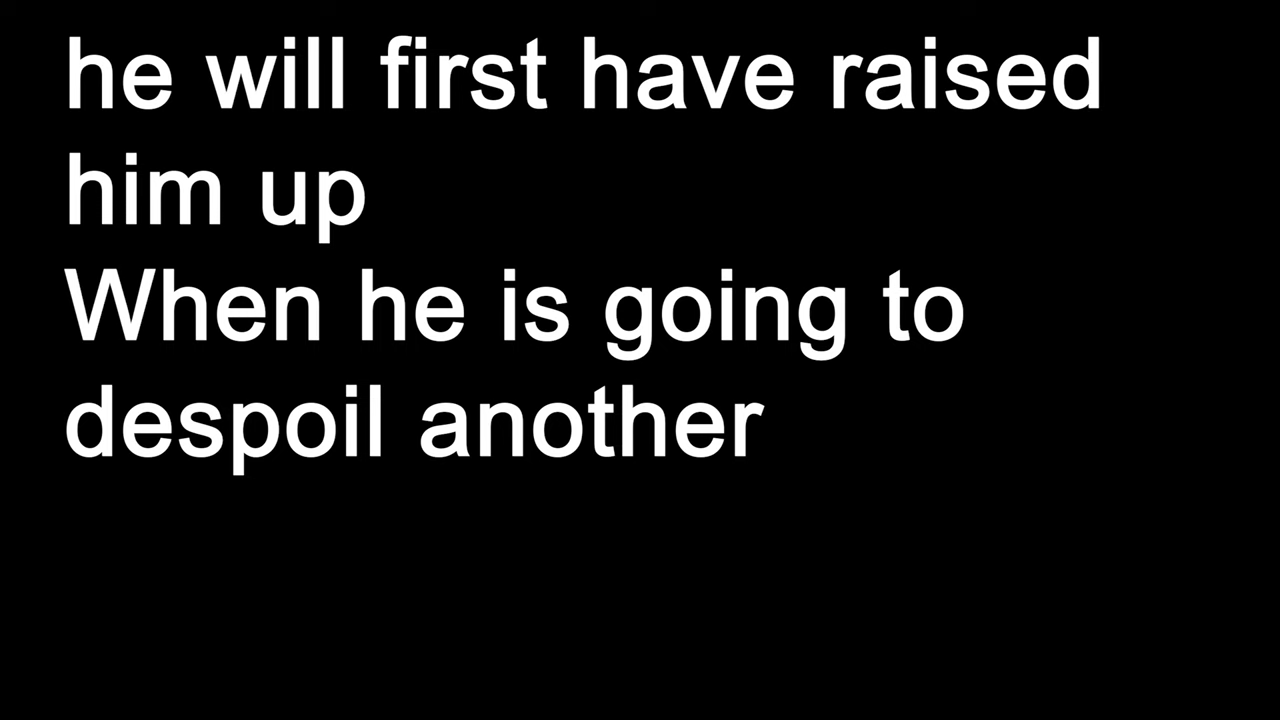 he will first have raised
him up
When he is going to
despoil another